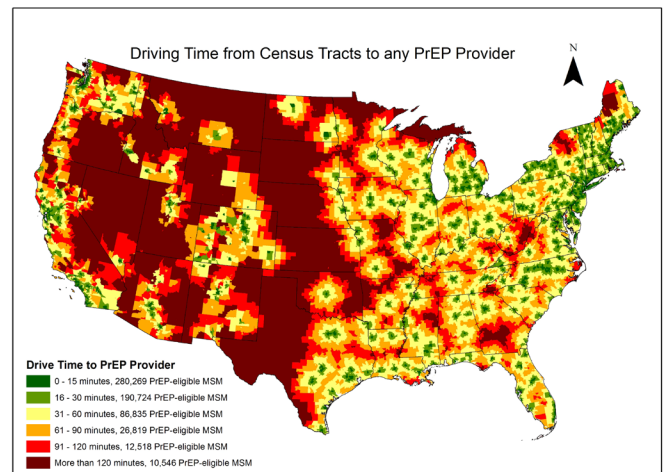 Driving Time from Census Tracts to any PrEP Provider
N
Drive Time to PrEP Provider
0 - 15 minutes, 280,269 PrEP-eligible MSM
16 - 30 minutes, 190,724 PrEP-eligible MSM
31 - 60 minutes, 86,835 PrEP-eligible MSM
61 - 90 minutes, 26,819 PrEP-eligible MSM
91 - 120 minutes, 12,518 PrEP-eligible MSM
More than 120 minutes, 10,546 PrEP-eligible MSM